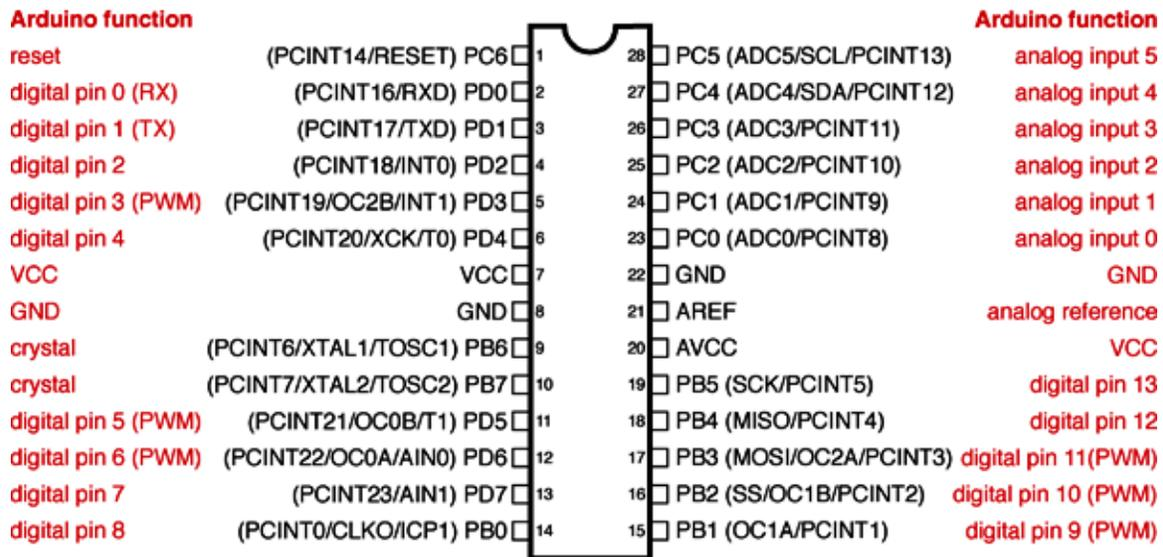 Arduino function Arduino function
reset (PCINT14/RESET) PC6 1 28 PC5 (ADC5/SCL/PCINT13) analog input 5
digital pin 0 (RX) (PCINT16/RXD) PD0 2 27 PC4 (ADC4/SDA/PCINT12) analog input 4
digital pin 1 (TX) (PCINT17/TXD) PD1 3 26 PC3 (ADC3/PCINT11) analog input 3
digital pin 2 (PCINT18/INT0) PD2 4 25 PC2 (ADC2/PCINT10) analog input 2
digital pin 3 (PWM) (PCINT19/OC2B/INT1) PD3 5 24 PC1 (ADC1/PCINT9) analog input 1
digital pin 4 (PCINT20/XCK/T0) PD4 6 23 PC0 (ADC0/PCINT8) analog input 0
VCC VCC 7 22 GND GND
GND GND 8 21 AREF analog reference
crystal (PCINT6/XTAL1/TOSC1) PB6 9 20 AVCC VCC
crystal (PCINT7/XTAL2/TOSC2) PB7 10 19 PB5 (SCK/PCINT5) digital pin 13
digital pin 5 (PWM) (PCINT21/OC0B/T1) PD5 11 18 PB4 (MISO/PCINT4) digital pin 12
digital pin 6 (PWM) (PCINT22/OC0A/AIN0) PD6 12 17 PB3 (MOSI/OC2A/PCINT3) digital pin 11(PWM)
digital pin 7 (PCINT23/AIN1) PD7 13 16 PB2 (SS/OC1B/PCINT2) digital pin 10 (PWM)
digital pin 8 (PCINT0/CLKO/ICP1) PB0 14 15 PB1 (OC1A/PCINT1) digital pin 9 (PWM)